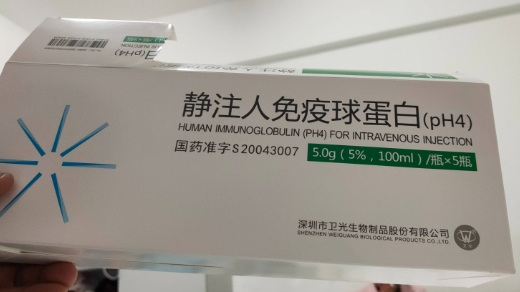 静注人免疫球蛋白(pH4)
HUMAN IMMUNOGLOBULIN (PH4) FOR INTRAVENOUS INJECTION
国药准字S20043007
5.0g(5%,100ml)/瓶×5瓶
深圳市卫光生物制品股份有限公司
SHENZHEN WEIGUANG BIOLOGICAL PRODUCTS CO.,LTD.